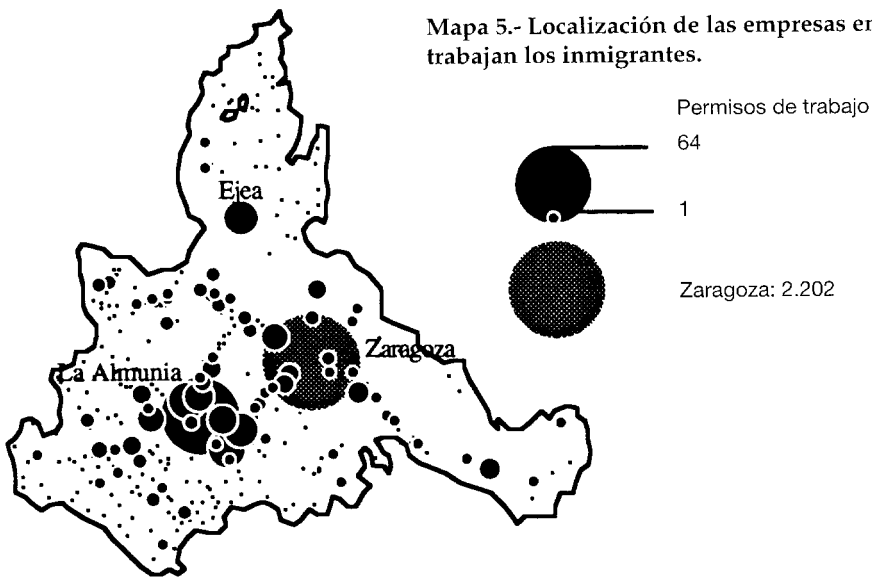 Mapa 5.- Localización de las empresas en
trabajan los inmigrantes.
Permisos de trabajo
64
1
Zaragoza: 2.202
Ejea
Zaragoza
La Almunia